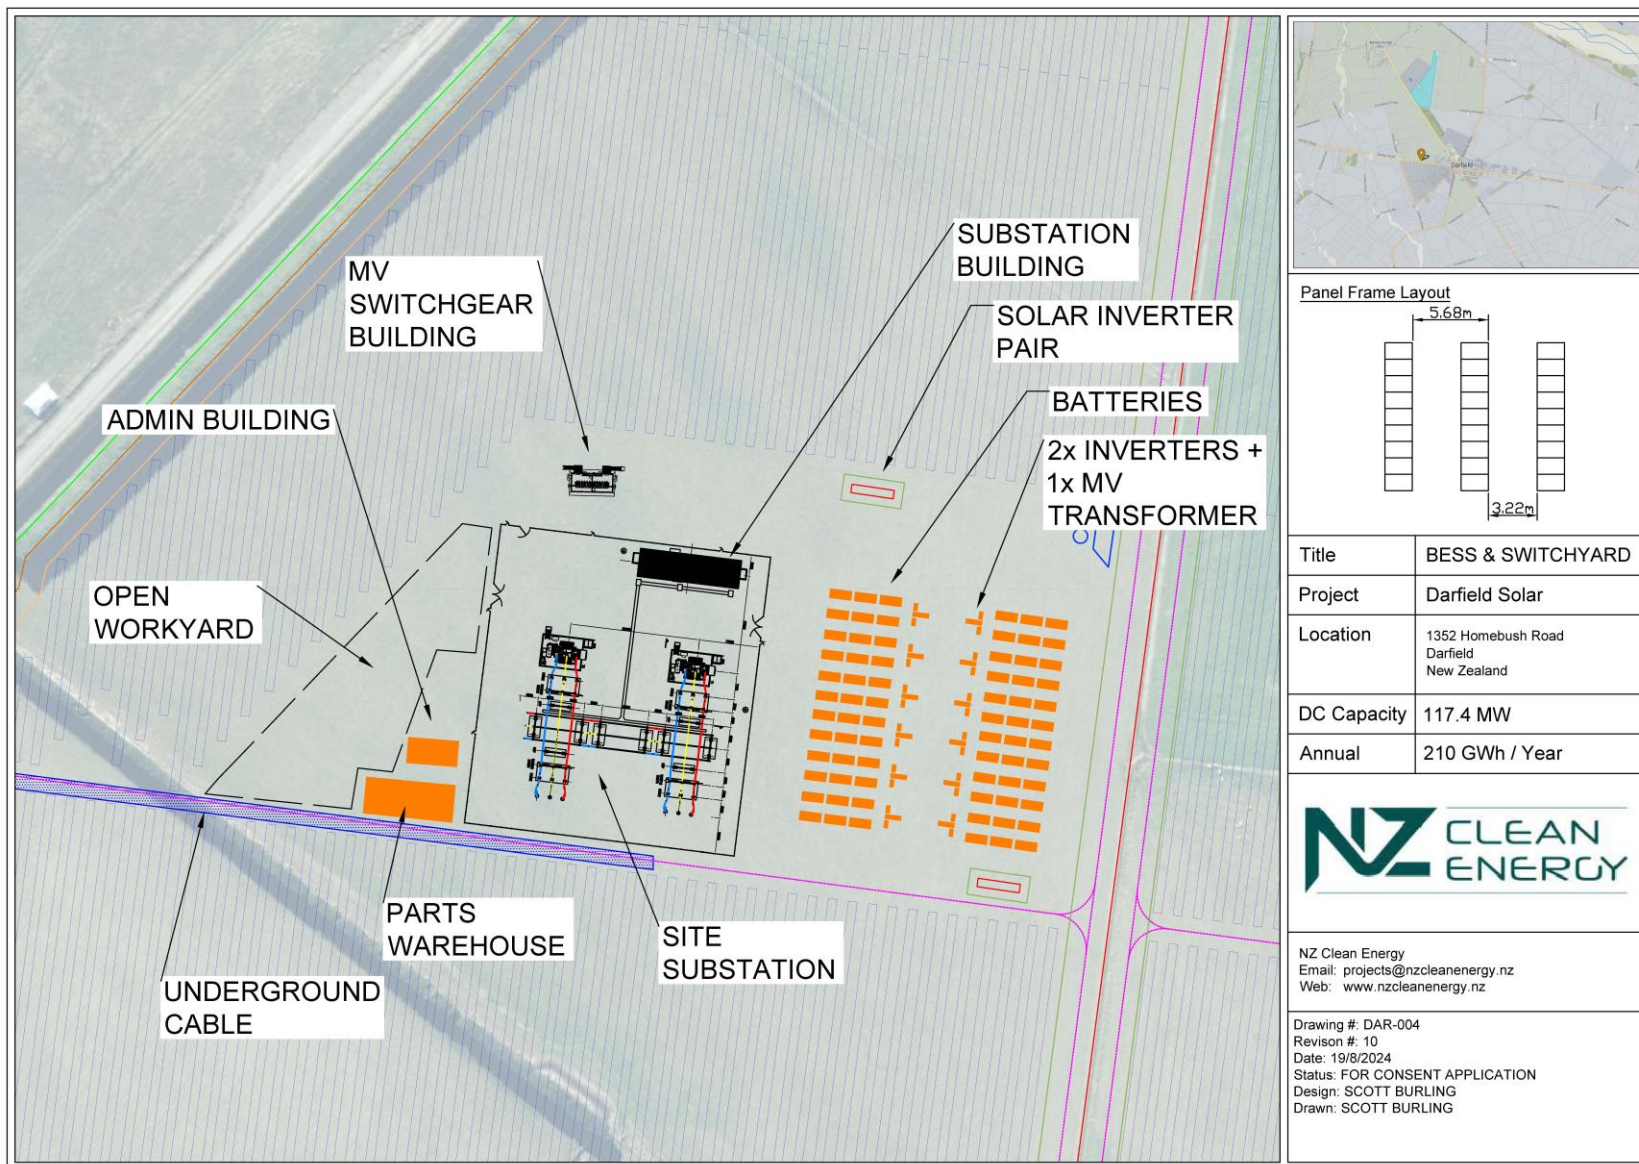 SUBSTATION
BUILDING
MV
SWITCHGEAR
BUILDING
SOLAR INVERTER
PAIR
BATTERIES
ADMIN BUILDING
2x INVERTERS +
1x MV
TRANSFORMER
OPEN
WORKYARD
PARTS
WAREHOUSE
SITE
SUBSTATION
UNDERGROUND
CABLE
Darfield
Panel Frame Layout
5.68m
3.22m
Title BESS & SWITCHYARD
Project Darfield Solar
Location 1352 Homebush Road
Darfield
New Zealand
DC Capacity 117.4 MW
Annual 210 GWh / Year
NZ CLEAN
ENERGY
NZ Clean Energy
Email: projects@nzcleanenergy.nz
Web: www.nzcleanenergy.nz
Drawing #: DAR-004
Revison #: 10
Date: 19/8/2024
Status: FOR CONSENT APPLICATION
Design: SCOTT BURLING
Drawn: SCOTT BURLING